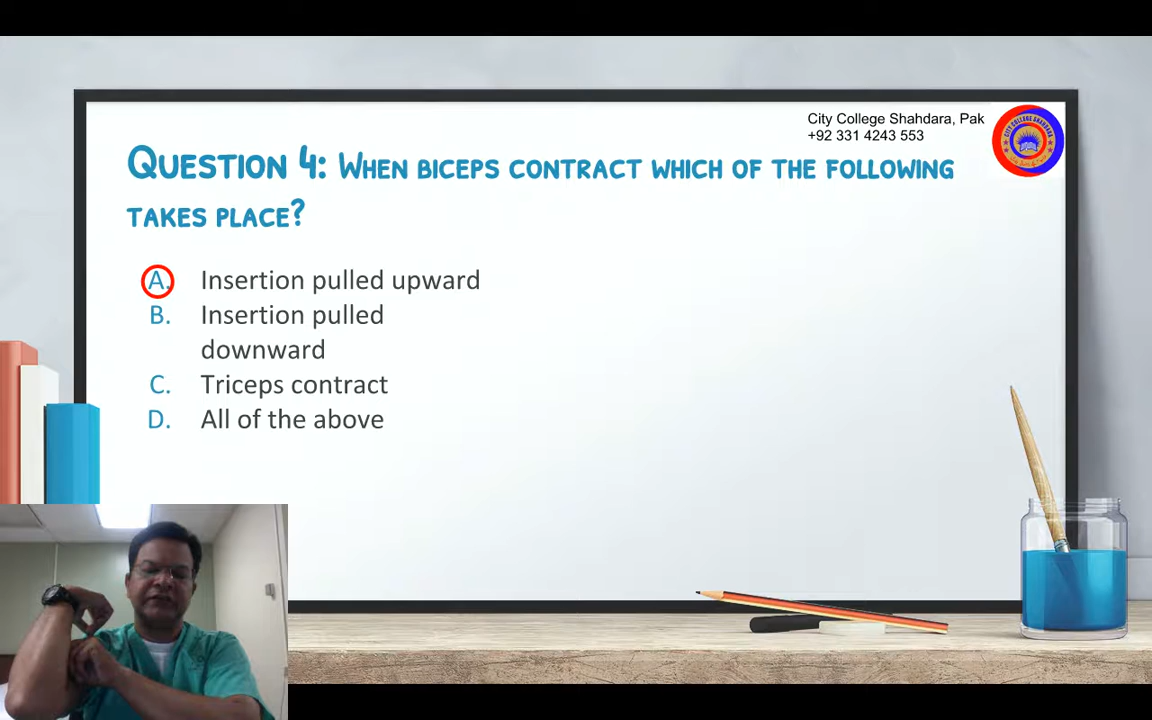 City College Shahdara, Pak
+92 331 4243 553
Question 4: When biceps contract which of the following
takes place?
A. Insertion pulled upward
B. Insertion pulled
downward
C. Triceps contract
D. All of the above